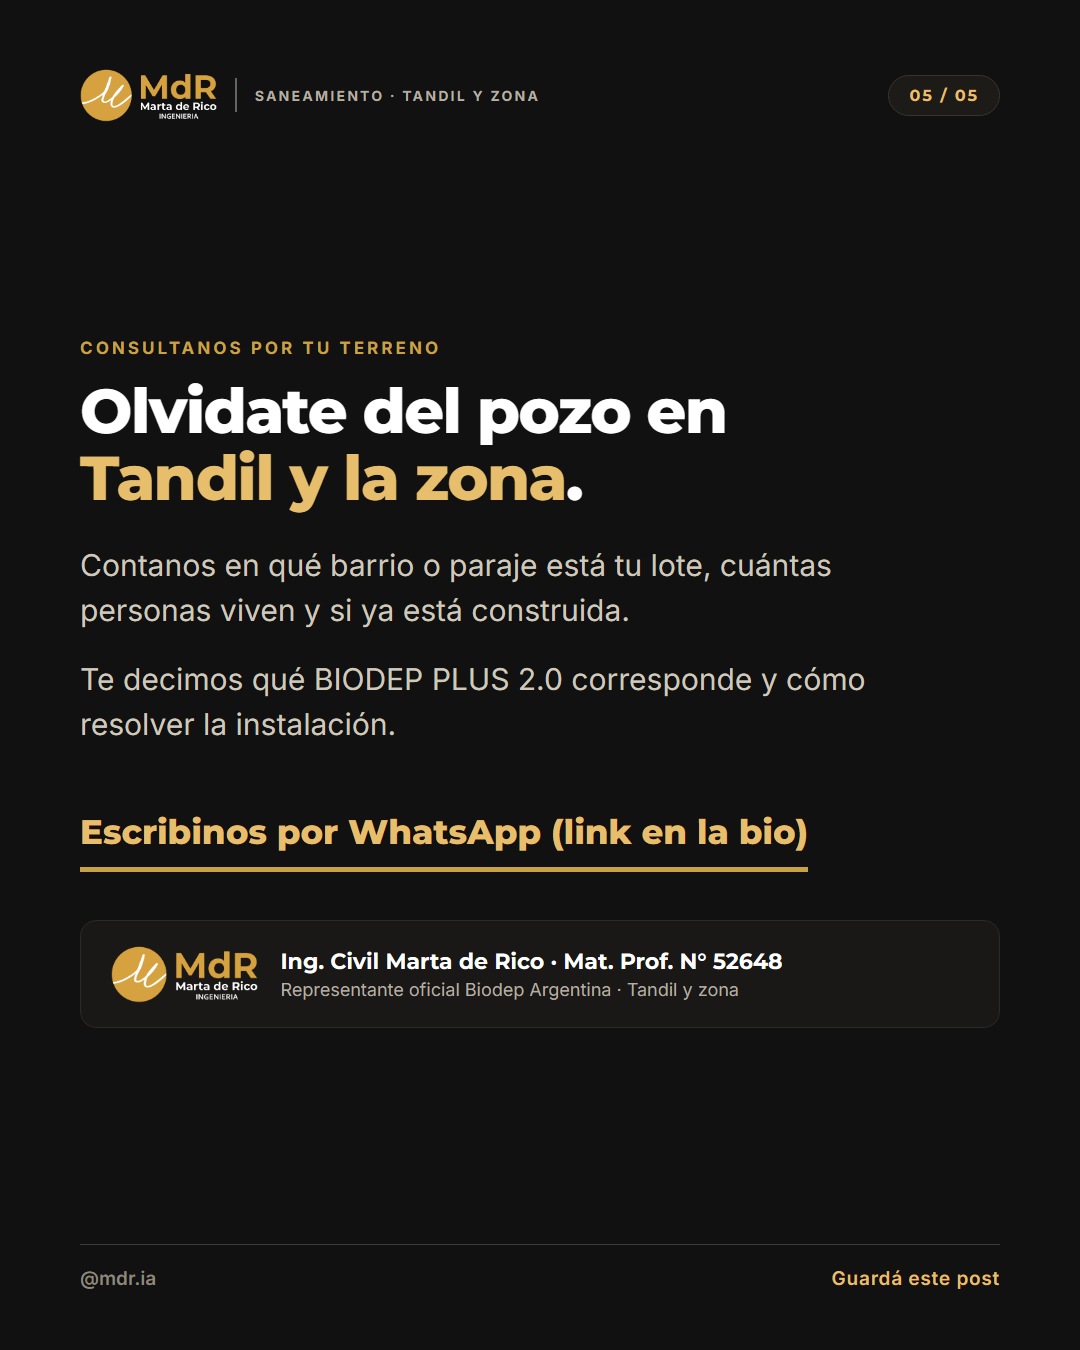 MdR
Marta de Rico
INGENIERIA
SANEAMIENTO · TANDIL Y ZONA
05 / 05
CONSULTANOS POR TU TERRENO
Olvidate del pozo en
Tandil y la zona.
Contanos en qué barrio o paraje está tu lote, cuántas
personas viven y si ya está construida.
Te decimos qué BIODEP PLUS 2.0 corresponde y cómo
resolver la instalación.
Escribinos por WhatsApp (link en la bio)
MdR
Marta de Rico
INGENIERIA
Ing. Civil Marta de Rico · Mat. Prof. N° 52648
Representante oficial Biodep Argentina · Tandil y zona
@mdr.ia
Guardá este post